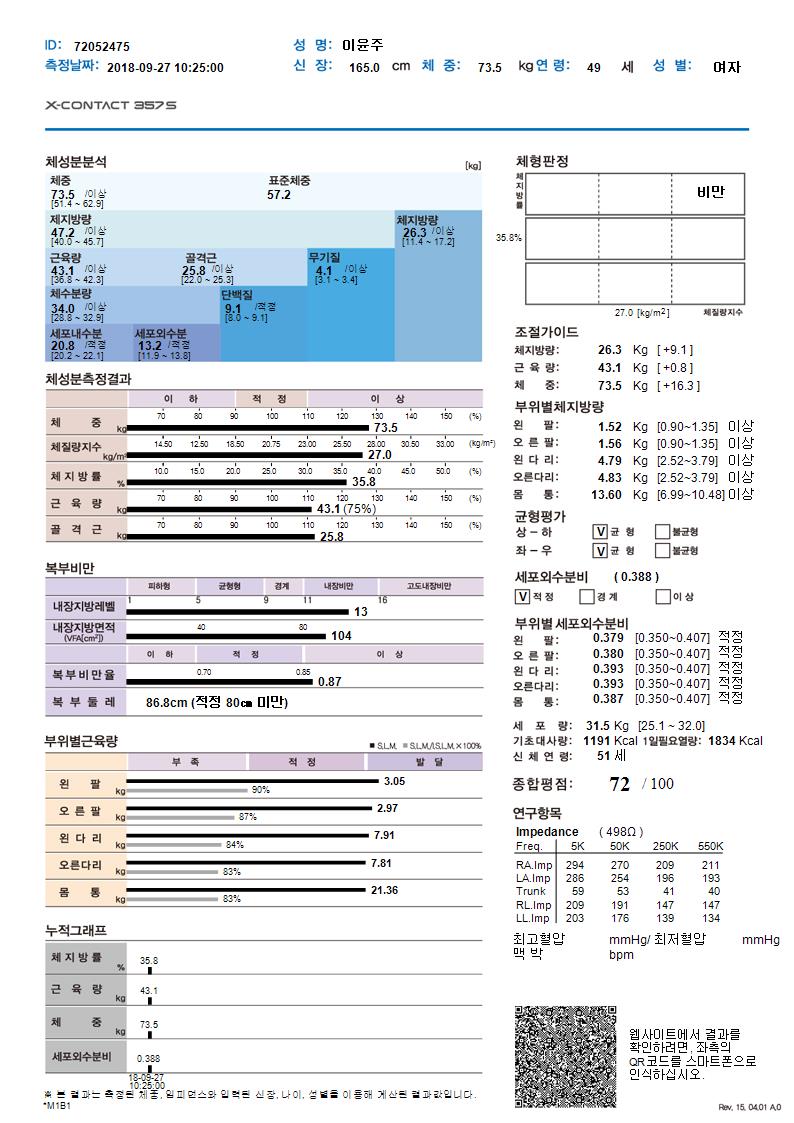 ID: 72052475 성 명: 이윤주
측정날짜: 2018-09-27 10:25:00 신 장: 165.0 cm 체 중: 73.5 kg 연 령: 49 세 성 별: 여자
X-CONTACT 357S
체성분분석 [kg]
체중 표준체중
73.5 /이상 57.2
[51.4 ~ 62.9]
제지방량 체지방량
47.2 /이상 26.3 /이상
[40.0 ~ 45.7] [11.4 ~ 17.2]
근육량 골격근 무기질
43.1 /이상 25.8 /이상 4.1 /이상
[36.8 ~ 42.3] [22.0 ~ 25.3] [3.1 ~ 3.4]
체수분량 단백질
34.0 /이상 9.1 /적정
[28.8 ~ 32.9] [8.0 ~ 9.1]
세포내수분 세포외수분
20.8 /적정 13.2 /적정
[20.2 ~ 22.1] [11.9 ~ 13.8]
체성분측정결과
이 하 적 정 이 상
70 80 90 100 110 120 130 140 150 (%)
체 중 kg 73.5
14.50 12.50 18.50 20.75 23.00 25.50 28.00 30.50 33.00 (kg/m²)
체질량지수 kg/m² 27.0
10.0 15.0 20.0 25.0 30.0 35.0 40.0 45.0 50.0 (%)
체 지 방 률 % 35.8
70 80 90 100 110 120 130 140 150 (%)
근 육 량 kg 43.1 (75%)
70 80 90 100 110 120 130 140 150 (%)
골 격 근 kg 25.8
복부비만
피하형 균형형 경계 내장비만 고도내장비만
1 5 9 11 16
내장지방레벨 13
40 80
내장지방면적 (VFA[cm²]) 104
이 하 적 정 이 상
0.70 0.85
복부비만율 0.87
복 부 둘 레 86.8cm (적정 80㎝ 미만)
부위별근육량 ■ S.L.M. ■ S.L.M./I.S.L.M.×100%
부 족 적 정 발 달
왼 팔 kg 3.05
90%
오 른 팔 kg 2.97
87%
왼 다 리 kg 7.91
84%
오른다리 kg 7.81
83%
몸 통 kg 21.36
83%
누적그래프
체 지 방 률 % 35.8
근 육 량 kg 43.1
체 중 kg 73.5
세포외수분비 0.388
18-09-27
10:25:00
※ 본 결과는 측정된 체중, 임피던스와 입력된 신장, 나이, 성별을 이용해 계산된 결과값입니다.
*M1B1
체형판정
체지방률
비만
35.8%
27.0 [kg/m²] 체질량지수
조절가이드
체지방량: 26.3 Kg [ +9.1 ]
근 육 량: 43.1 Kg [ +0.8 ]
체 중: 73.5 Kg [ +16.3 ]
부위별체지방량
왼 팔: 1.52 Kg [0.90~1.35] 이상
오 른 팔: 1.56 Kg [0.90~1.35] 이상
왼 다 리: 4.79 Kg [2.52~3.79] 이상
오른다리: 4.83 Kg [2.52~3.79] 이상
몸 통: 13.60 Kg [6.99~10.48] 이상
균형평가
상 – 하 V 균 형 불균형
좌 – 우 V 균 형 불균형
세포외수분비 ( 0.388 )
V 적 정 경 계 이 상
부위별 세포외수분비
왼 팔: 0.379 [0.350~0.407] 적정
오 른 팔: 0.380 [0.350~0.407] 적정
왼 다 리: 0.393 [0.350~0.407] 적정
오른다리: 0.393 [0.350~0.407] 적정
몸 통: 0.387 [0.350~0.407] 적정
세 포 량: 31.5 Kg [25.1 ~ 32.0]
기초대사량: 1191 Kcal 1일필요열량: 1834 Kcal
신 체 연 령: 51 세
종합평점: 72 / 100
연구항목
Impedance ( 498Ω )
Freq. 5K 50K 250K 550K
RA.Imp 294 270 209 211
LA.Imp 286 254 196 193
Trunk 59 53 41 40
RL.Imp 209 191 147 147
LL.Imp 203 176 139 134
최고혈압 mmHg/ 최저혈압 mmHg
맥 박 bpm
웹사이트에서 결과를
확인하려면, 좌측의
QR코드를 스마트폰으로
인식하십시오.
Rev. 15. 04.01 A.0